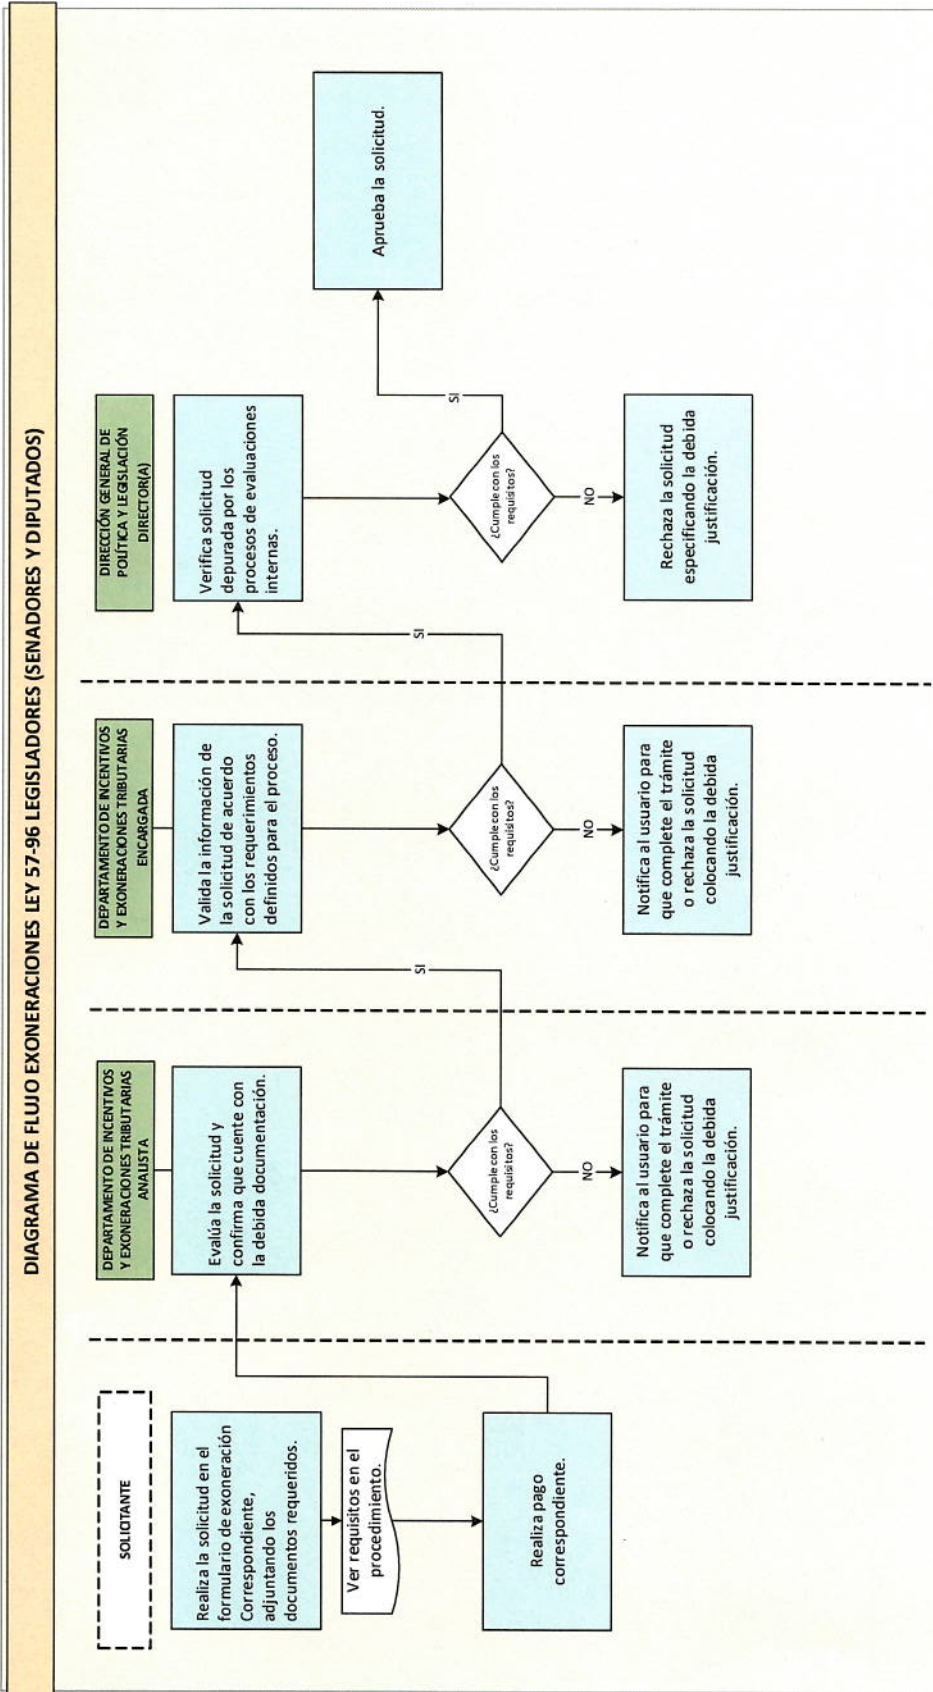 DIAGRAMA DE FLUJO EXONERACIONES LEY 57-96 LEGISLADORES (SENADORES Y DIPUTADOS)
SOLIOTANTE
Realiza la solicitud en el
formulario de exoneración
Correspondiente,
adjuntando los
documentos requeridos.
Ver requisitos en el
procedimiento.
Realiza pago
correspondiente.
DEPARTAMENTO DE INCENTIVOS
Y EXONERACIONES TRIBUTARIAS
ANALISTA
Evalúa la solicitud y
confirma que cuente con
la debida documentación.
¿Cumple con los
requisitos?
SI
NO
Notifica al usuario para
que complete el trámite
o rechaza la solicitud
colocando la debida
justificación.
DEPARTAMENTO DE INCENTIVOS
Y EXONERACIONES TRIBUTARIAS
ENCARGADA
Valida la información de
la solicitud de acuerdo
con los requerimientos
definidos para el proceso.
¿Cumple con los
requisitos?
SI
NO
Notifica al usuario para
que complete el trámite
o rechaza la solicitud
colocando la debida
justificación.
DIRECCIÓN GENERAL DE
POLÍTICA Y LEGISLACIÓN
DIRECTOR(A)
Verifica solicitud
depurada por los
procesos de evaluaciones
internas.
¿Cumple con los
requisitos?
SI
NO
Rechaza la solicitud
especificando la debida
justificación.
Aprueba la solicitud.